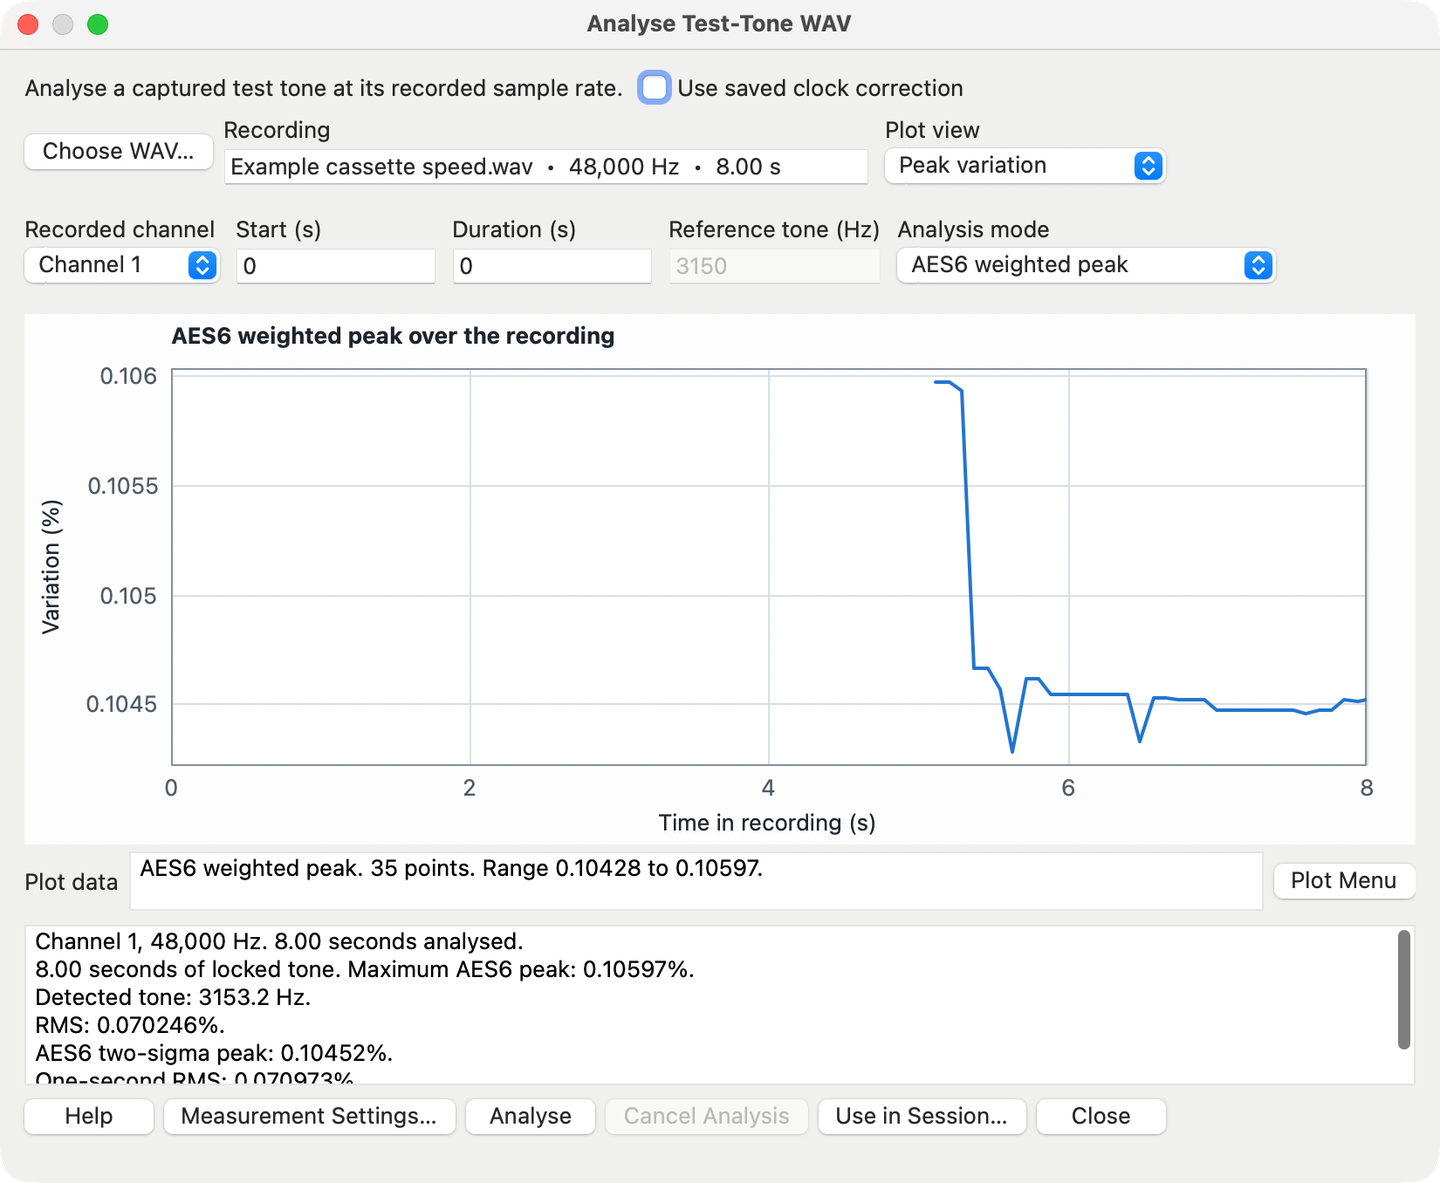 Analyse Test-Tone WAV
Analyse a captured test tone at its recorded sample rate. Use saved clock correction
Choose WAV...
Recording
Example cassette speed.wav • 48,000 Hz • 8.00 s
Plot view
Peak variation
Recorded channel
Channel 1
Start (s)
0
Duration (s)
0
Reference tone (Hz)
3150
Analysis mode
AES6 weighted peak
AES6 weighted peak over the recording
Variation (%)
0.106
0.1055
0.105
0.1045
0 2 4 6 8
Time in recording (s)
Plot data
AES6 weighted peak. 35 points. Range 0.10428 to 0.10597.
Plot Menu
Channel 1, 48,000 Hz. 8.00 seconds analysed.
8.00 seconds of locked tone. Maximum AES6 peak: 0.10597%.
Detected tone: 3153.2 Hz.
RMS: 0.070246%.
AES6 two-sigma peak: 0.10452%.
One-second RMS: 0.070973%
Help Measurement Settings... Analyse Cancel Analysis Use in Session... Close